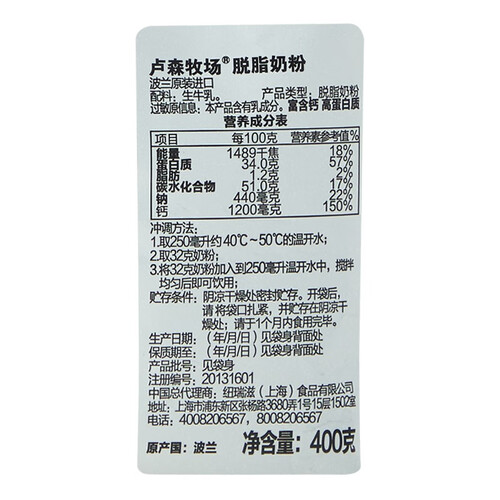 卢森牧场®脱脂奶粉
波兰原装进口
配料：生牛乳。 产品类型：脱脂奶粉
过敏原信息：本产品含有乳成分。富含钙 高蛋白质
营养成分表
项目 每100克 营养素参考值%
能量 1489千焦 18%
蛋白质 34.0克 57%
脂肪 1.2克 2%
碳水化合物 51.0克 17%
钠 440毫克 22%
钙 1200毫克 150%
冲调方法：
1.取250毫升约40℃～50℃的温开水；
2.取32克奶粉；
3.将32克奶粉加入到250毫升温开水中，搅拌
均匀后即可饮用；
贮存条件：阴凉干燥处密封贮存。开袋后，
请将袋口扎紧，并贮存在阴凉干
燥处；请于1个月内食用完毕。
生产日期：（年/月/日）见袋身背面处
保质期至：（年/月/日）见袋身背面处
产品批号：见袋身
注册编号：20131601
中国总代理商：纽瑞滋（上海）食品有限公司
地址：上海市浦东新区张杨路3680弄1号15层1502室
电话：4008206567，8008206567
原产国：波兰 净含量：400克